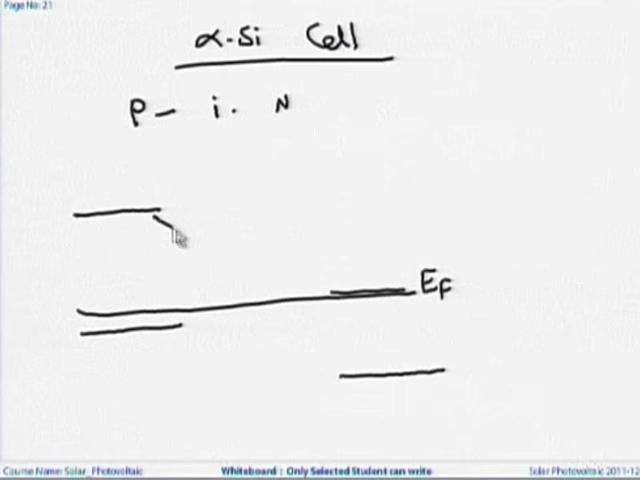 Page No: 21
α-Si Cell
P - i. N
EF
Course Name: Solar_Photovoltaic Whiteboard : Only Selected Student can write Solar Photovoltaic 2011-12